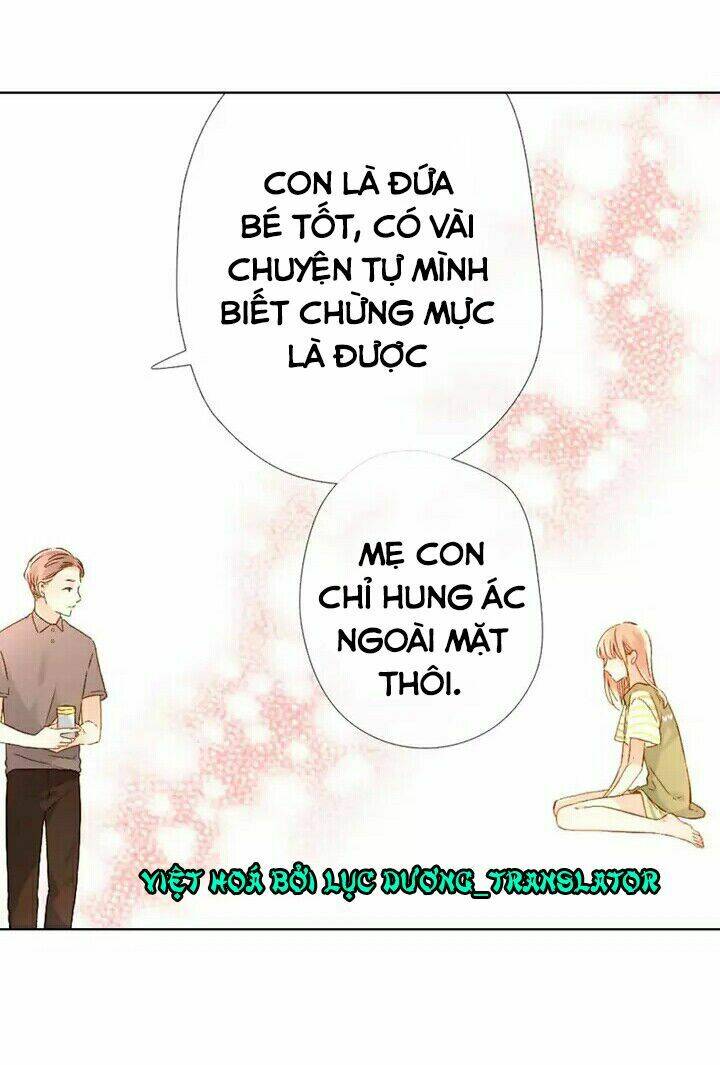 CON LÀ ĐỨA
BÉ TỐT, CÓ VÀI
CHUYỆN TỰ MÌNH
BIẾT CHỪNG MỰC
LÀ ĐƯỢC
MẸ CON
CHỈ HUNG ÁC
NGOÀI MẶT
THÔI.
VIỆT HOÁ BỞI LỤC DƯƠNG_TRANSLATOR